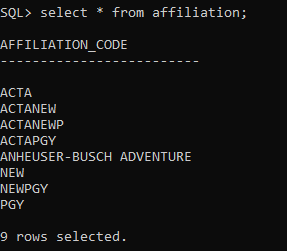 SQL> select * from affiliation;
AFFILIATION_CODE
-------------------------
ACTA
ACTANEW
ACTANEWP
ACTAPGY
ANHEUSER-BUSCH ADVENTURE
NEW
NEWPGY
PGY
9 rows selected.